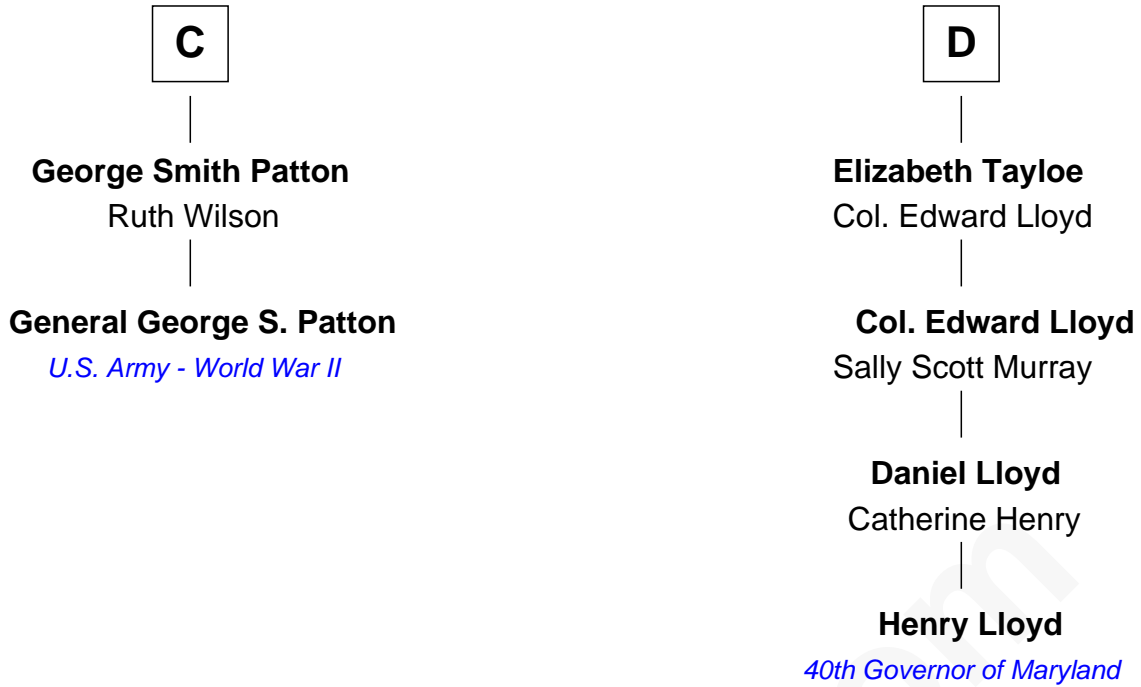 C
George Smith Patton
Ruth Wilson
General George S. Patton
U.S. Army - World War II
D
Elizabeth Tayloe
Col. Edward Lloyd
Col. Edward Lloyd
Sally Scott Murray
Daniel Lloyd
Catherine Henry
Henry Lloyd
40th Governor of Maryland